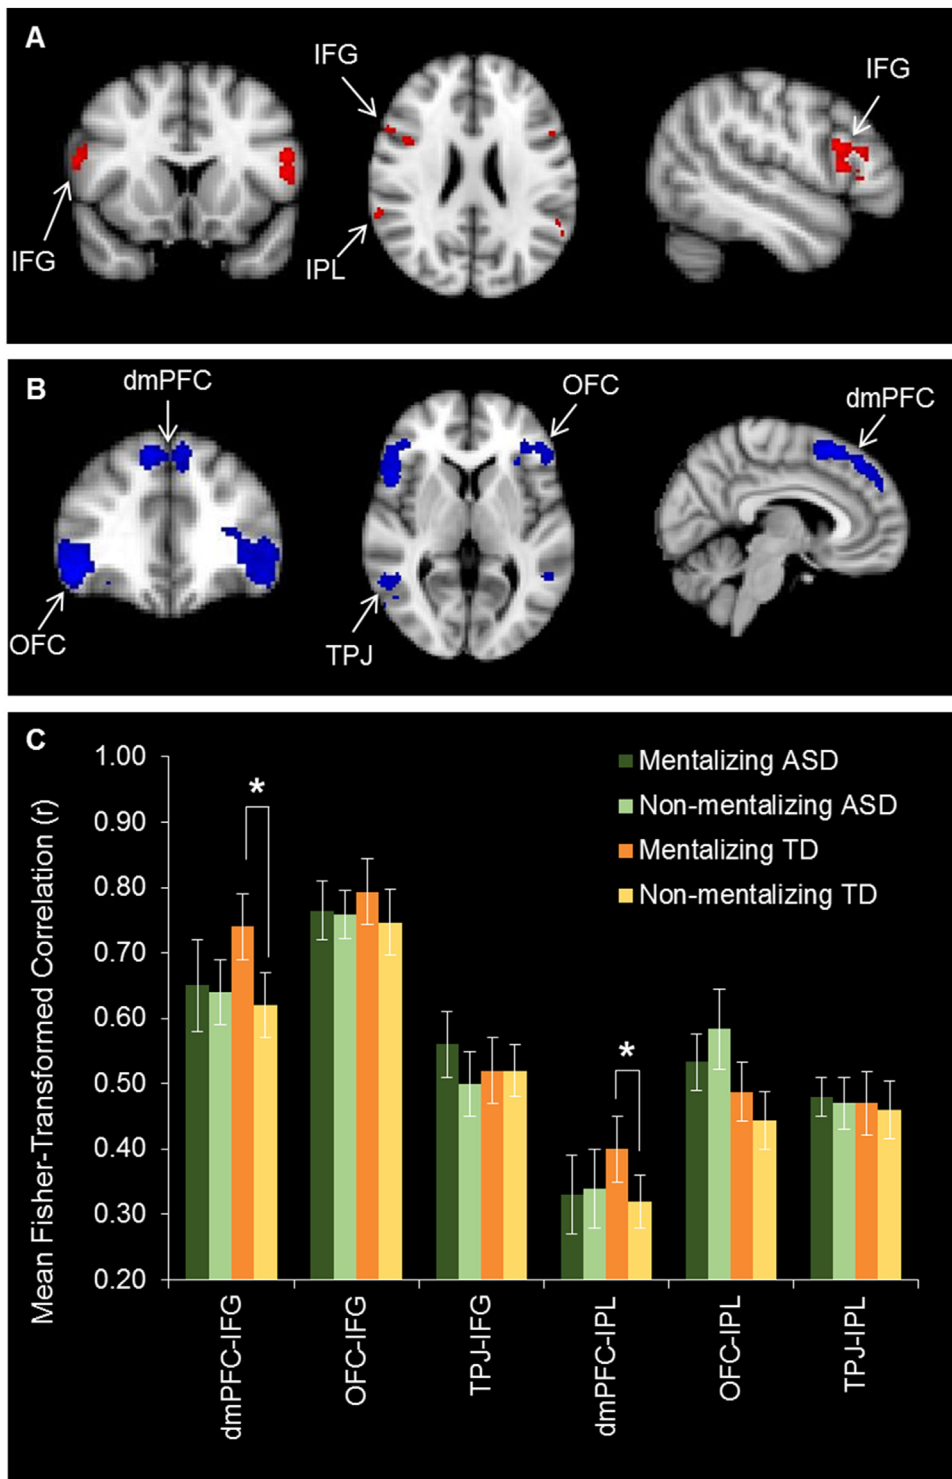 A
IFG
IFG
IFG
IPL
IFG
B
dmPFC
OFC
OFC
TPJ
dmPFC
C
Mean Fisher-Transformed Correlation (r)
1.00
0.90
0.80
0.70
0.60
0.50
0.40
0.30
0.20
*
*
Mentalizing ASD
Non-mentalizing ASD
Mentalizing TD
Non-mentalizing TD
dmPFC-IFG
OFC-IFG
TPJ-IFG
dmPFC-IPL
OFC-IPL
TPJ-IPL